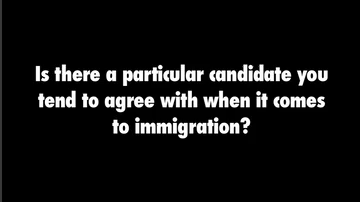 Is there a particular candidate you
tend to agree with when it comes
to immigration?